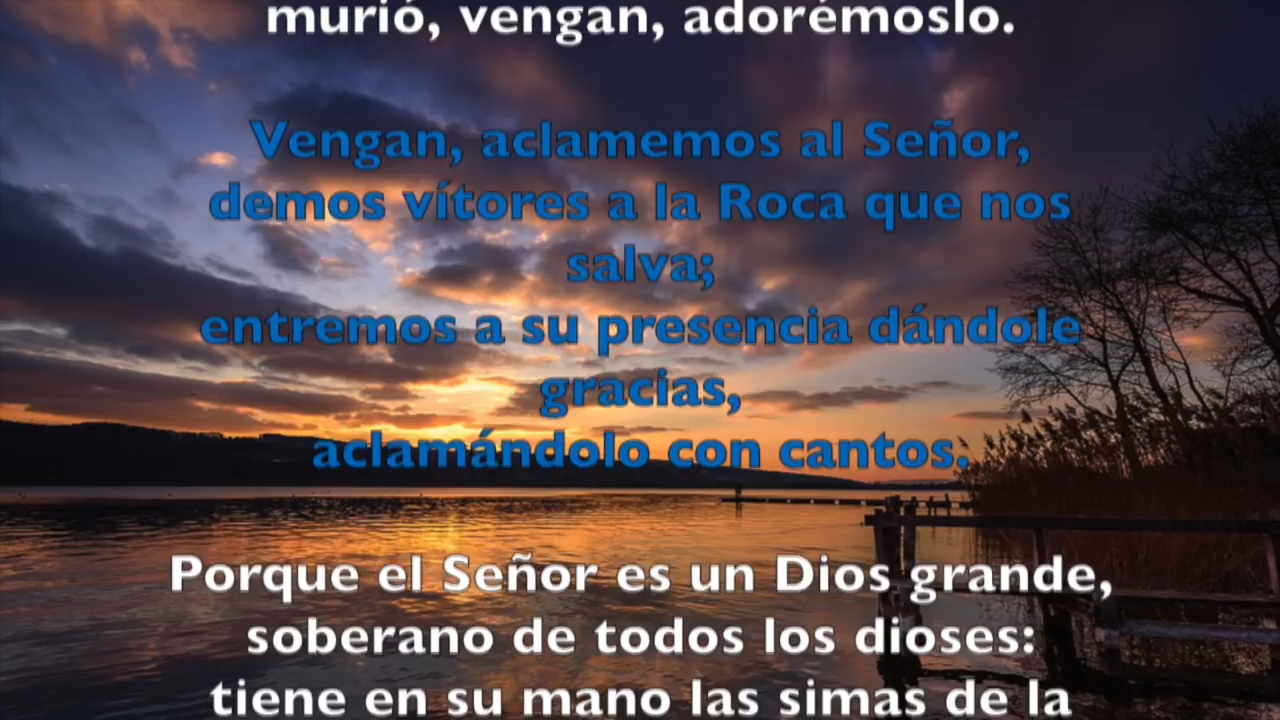 murió, vengan, adorémoslo.
Vengan, aclamemos al Señor,
demos vítores a la Roca que nos
salva;
entremos a su presencia dándole
gracias,
aclamándolo con cantos.
Porque el Señor es un Dios grande,
soberano de todos los dioses:
tiene en su mano las simas de la